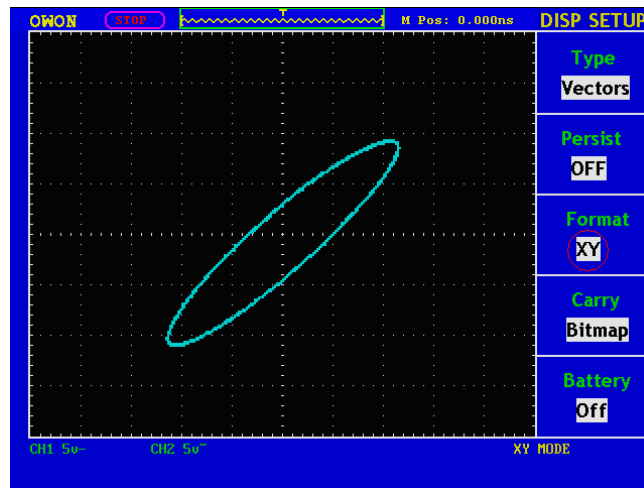 OWON STOP T M Pos: 0.000ns DISP SETUP
Type
Vectors
Persist
OFF
Format
XY
Carry
Bitmap
Battery
Off
CH1 5v- CH2 5v~ XY MODE